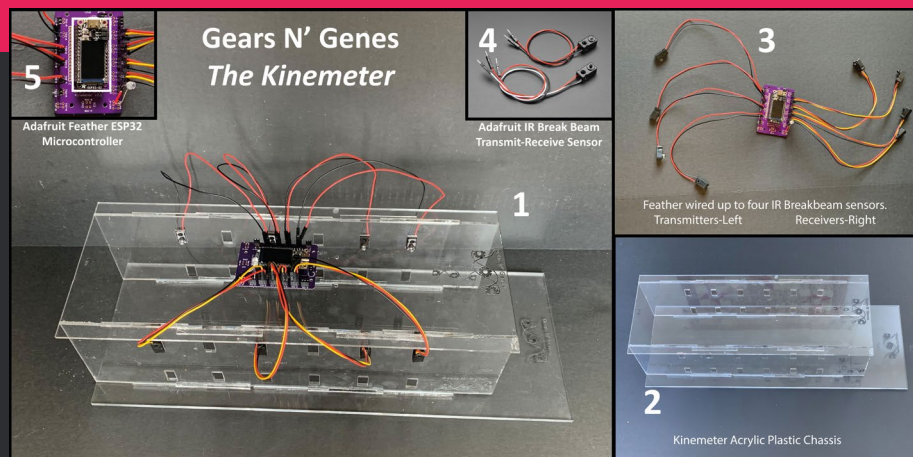 Gears N' Genes
The Kinemeter
5
Adafruit Feather ESP32
Microcontroller
4
Adafruit IR Break Beam
Transmit-Receive Sensor
1
3
Feather wired up to four IR Breakbeam sensors.
Transmitters-Left Receivers-Right
2
Kinemeter Acrylic Plastic Chassis